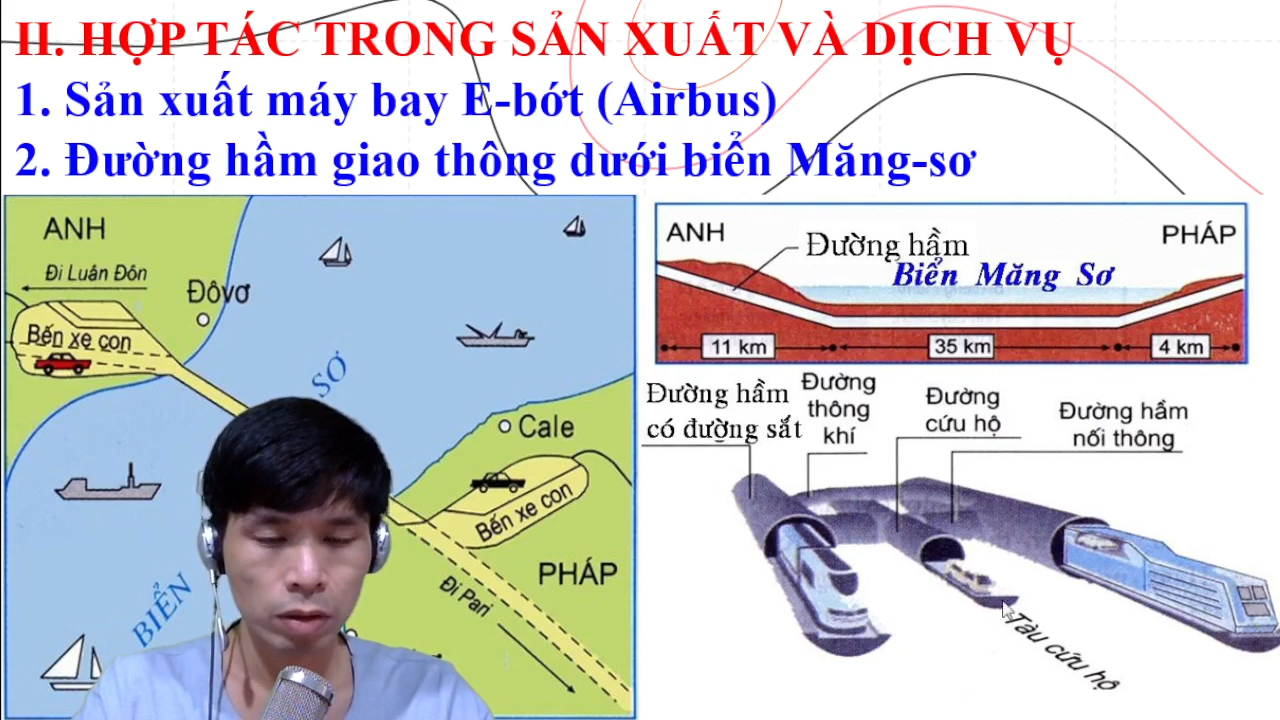 II. HỢP TÁC TRONG SẢN XUẤT VÀ DỊCH VỤ
1. Sản xuất máy bay E-bớt (Airbus)
2. Đường hầm giao thông dưới biển Măng-sơ
ANH
Đi Luân Đôn
Đôvơ
Bến xe con
SƠ
Cale
Bến xe con
PHÁP
Đi Pari
BIỂN
ANH
PHÁP
Đường hầm
Biển Măng Sơ
11 km
35 km
4 km
Đường hầm
có đường sắt
Đường
thông
khí
Đường
cứu hộ
Đường hầm
nối thông
Tàu cứu hộ